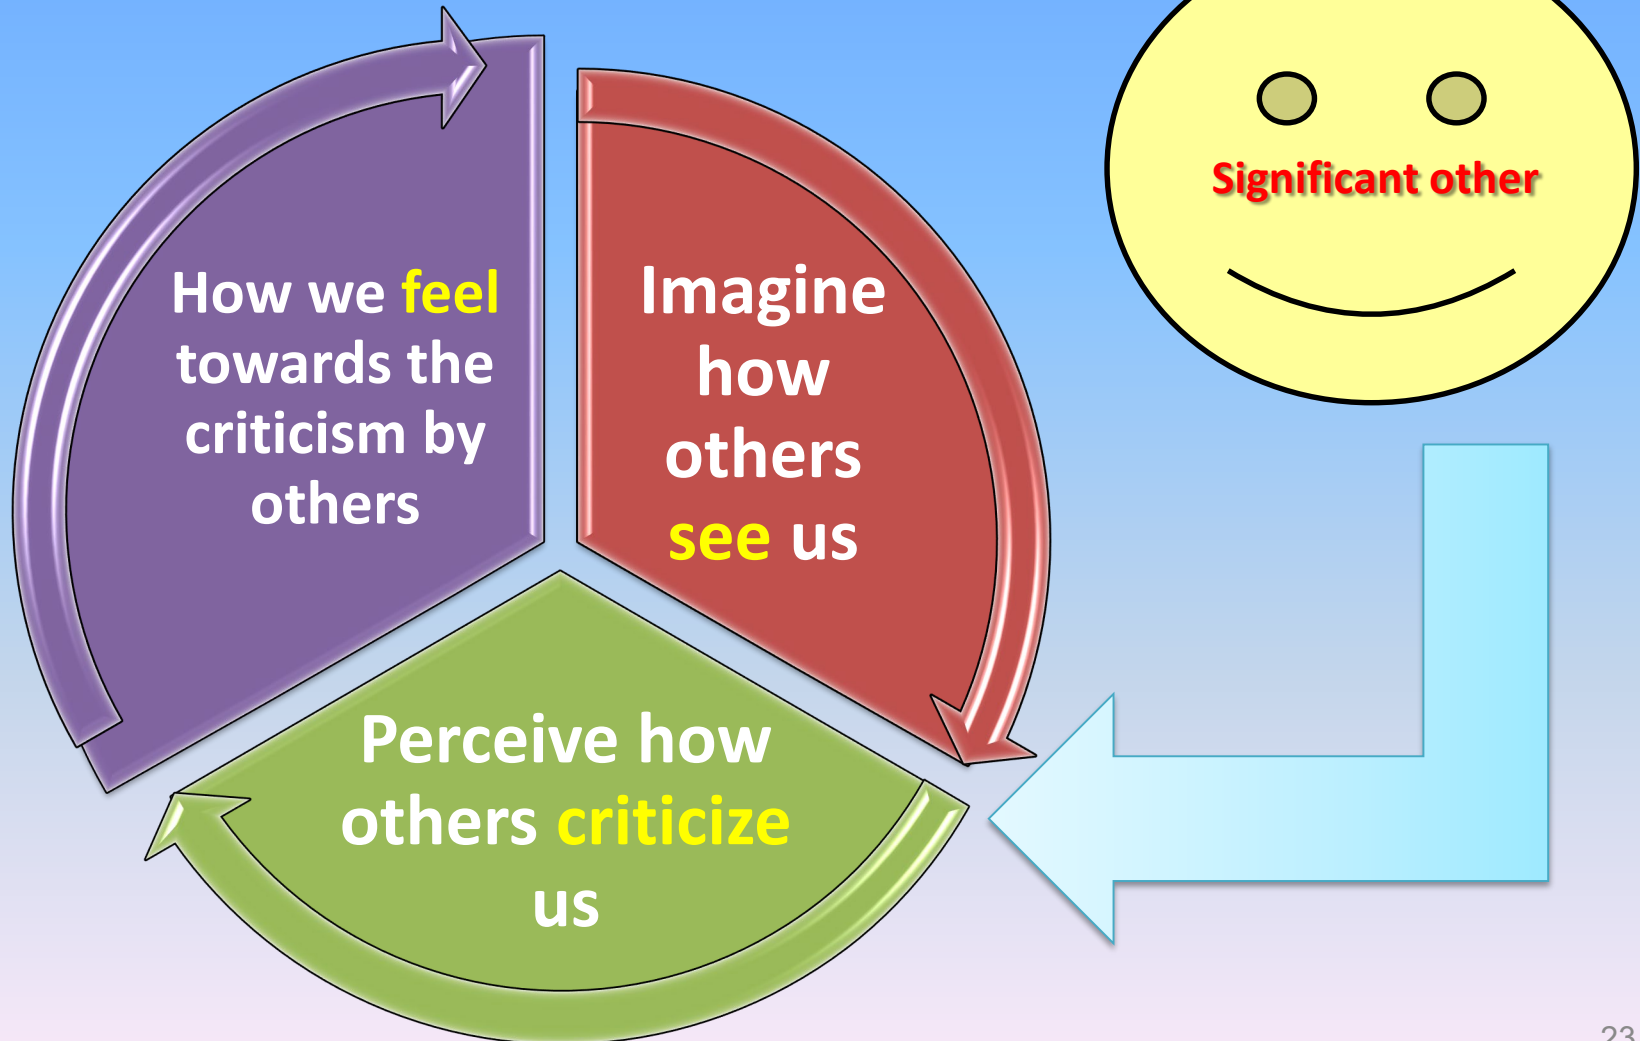 Significant other
How we feel
towards the
criticism by
others
Imagine
how
others
see us
Perceive how
others criticize
us
23